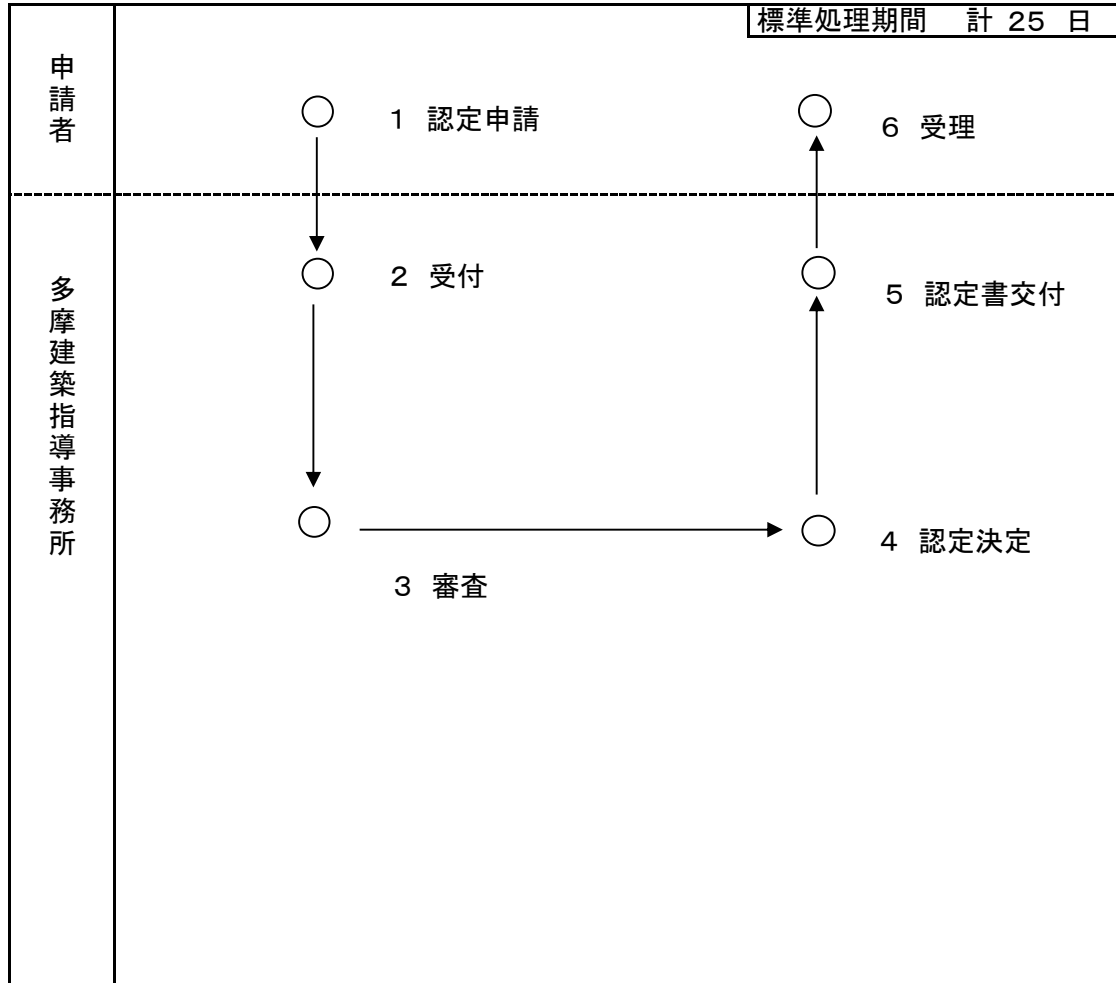 標準処理期間 計 25 日
申請者
1 認定申請
6 受理
多摩建築指導事務所
2 受付
5 認定書交付
4 認定決定
3 審査